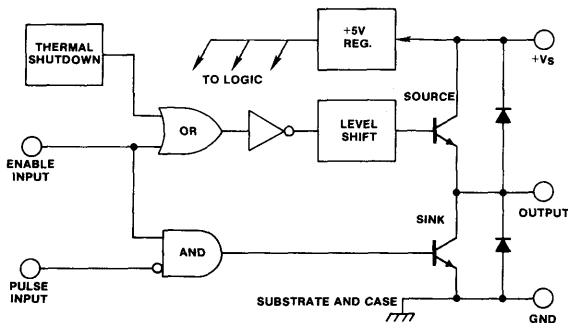 THERMAL
SHUTDOWN
+5V
REG.
+Vs
TO LOGIC
SOURCE
OR
LEVEL
SHIFT
ENABLE
INPUT
OUTPUT
SINK
AND
PULSE
INPUT
SUBSTRATE AND CASE
GND